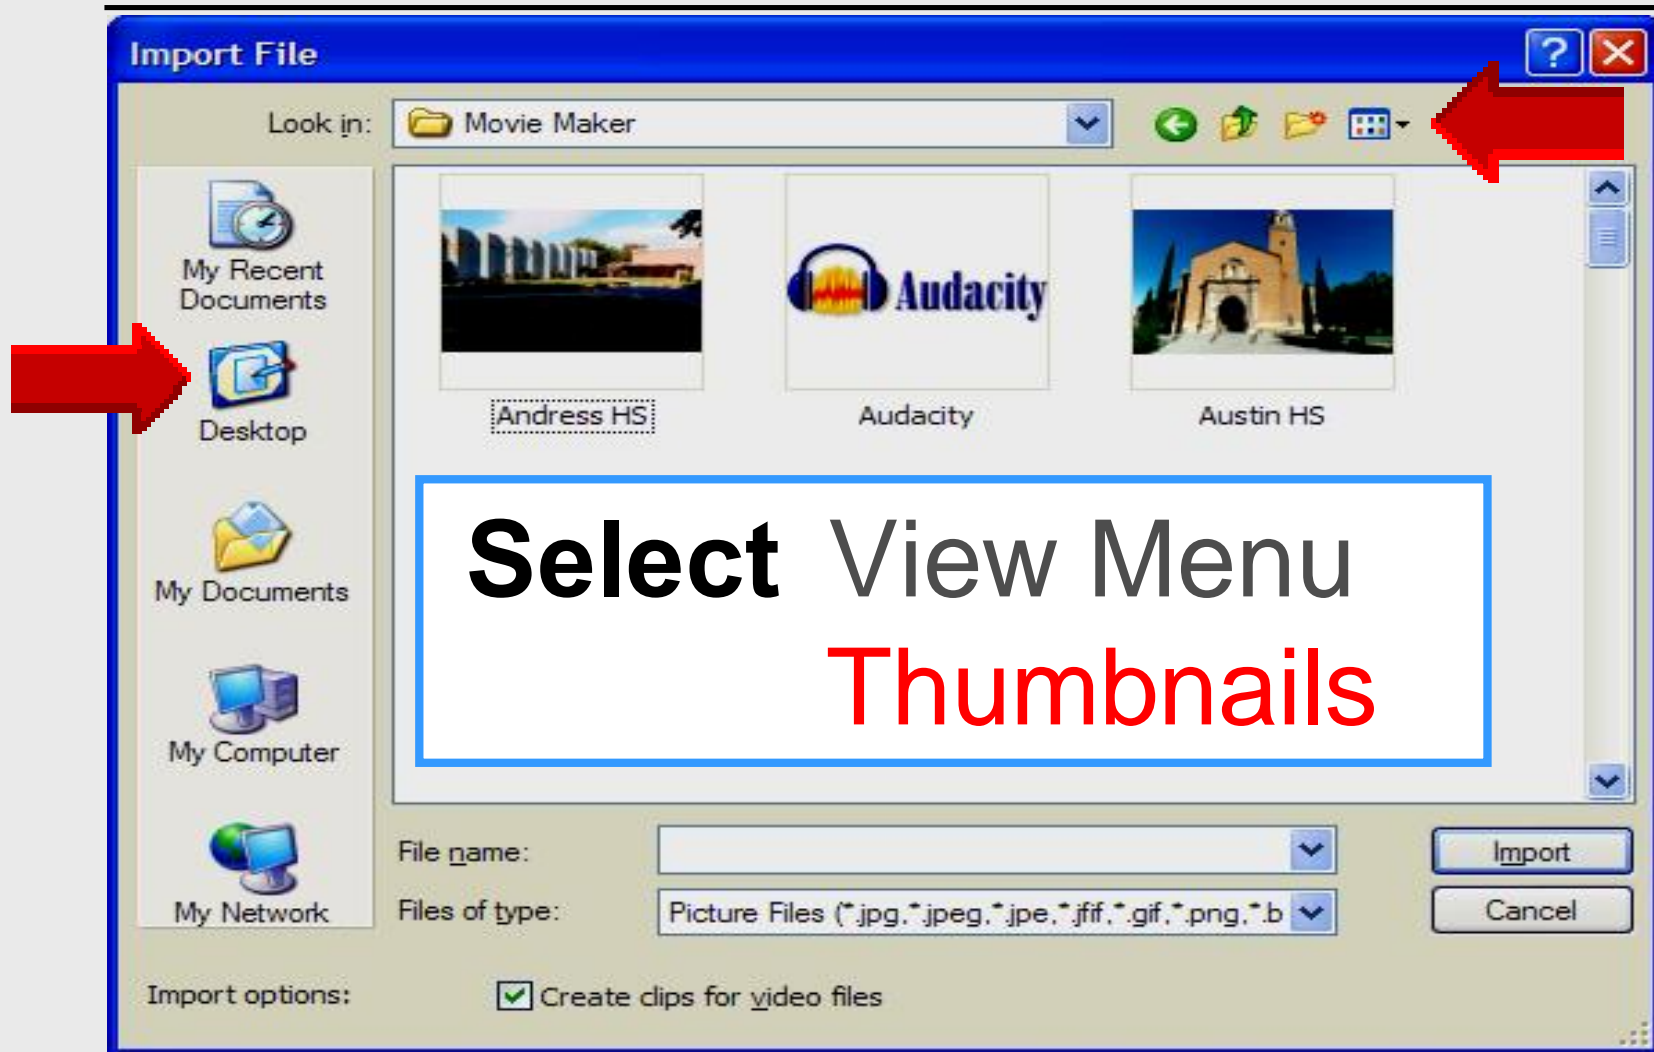 Import File
Look in:
Movie Maker
My Recent
Documents
Desktop
My Documents
My Computer
My Network
Audacity
Andress HS
Audacity
Austin HS
Select View Menu
Thumbnails
File name:
Import
Files of type:
Picture Files (*.jpg,*.jpeg,*.jpe,*.jfif,*.gif,*.png,*.b
Cancel
Import options:
Create clips for video files